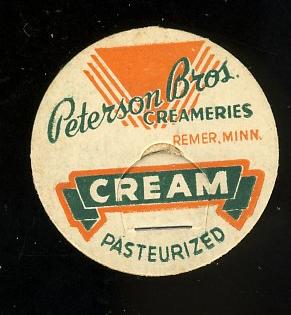 Peterson Bros.
CREAMERIES
REMER, MINN.
CREAM
PASTEURIZED